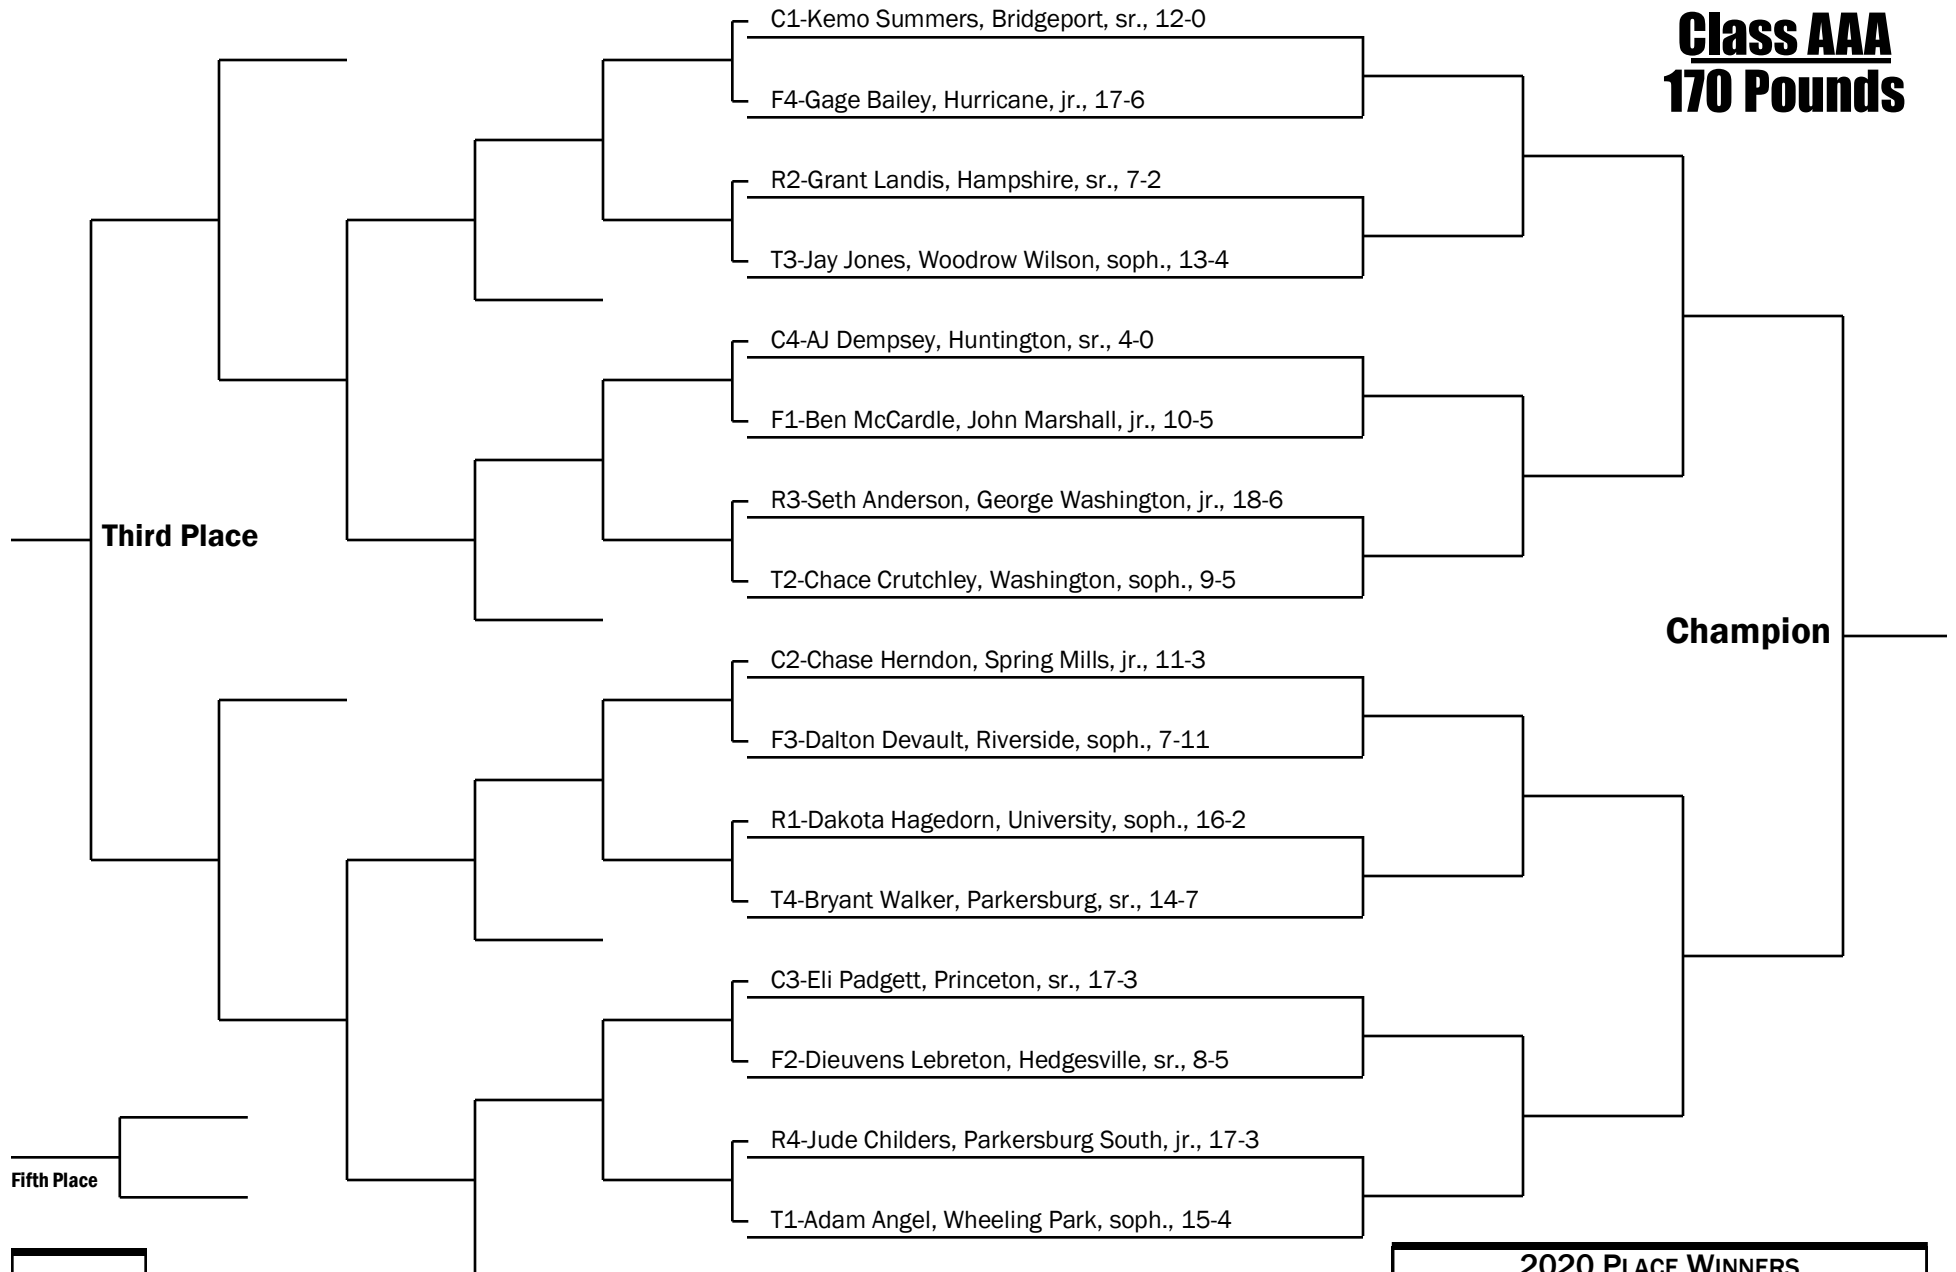 Class AAA
170 Pounds
C1-Kemo Summers, Bridgeport, sr., 12-0
F4-Gage Bailey, Hurricane, jr., 17-6
R2-Grant Landis, Hampshire, sr., 7-2
T3-Jay Jones, Woodrow Wilson, soph., 13-4
C4-AJ Dempsey, Huntington, sr., 4-0
F1-Ben McCardle, John Marshall, jr., 10-5
R3-Seth Anderson, George Washington, jr., 18-6
Third Place
T2-Chace Crutchley, Washington, soph., 9-5
Champion
C2-Chase Herndon, Spring Mills, jr., 11-3
F3-Dalton Devault, Riverside, soph., 7-11
R1-Dakota Hagedorn, University, soph., 16-2
T4-Bryant Walker, Parkersburg, sr., 14-7
C3-Eli Padgett, Princeton, sr., 17-3
F2-Dieuvens Lebreton, Hedgesville, sr., 8-5
R4-Jude Childers, Parkersburg South, jr., 17-3
Fifth Place
T1-Adam Angel, Wheeling Park, soph., 15-4
2020 PLACE WINNERS